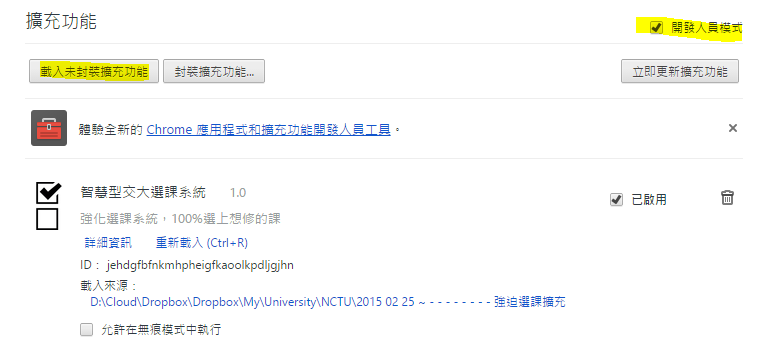 擴充功能
開發人員模式
載入未封裝擴充功能 封裝擴充功能... 立即更新擴充功能
體驗全新的 Chrome 應用程式和擴充功能開發人員工具。
智慧型交大選課系統 1.0
已啟用
強化選課系統，100%選上想修的課
詳細資訊 重新載入 (Ctrl+R)
ID： jehdgfbfnkmhpheigfkaoolkpdljgjhn
載入來源：
D:\Cloud\Dropbox\Dropbox\My\University\NCTU\2015 02 25 ~ - - - - - - - - 強迫選課擴充
允許在無痕模式中執行